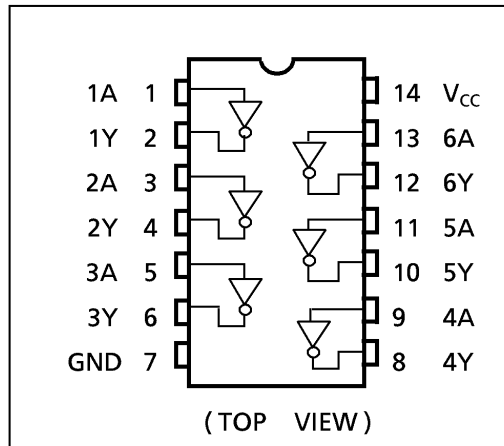 1A 1
1Y 2
2A 3
2Y 4
3A 5
3Y 6
GND 7
14 VCC
13 6A
12 6Y
11 5A
10 5Y
9 4A
8 4Y
(TOP VIEW)